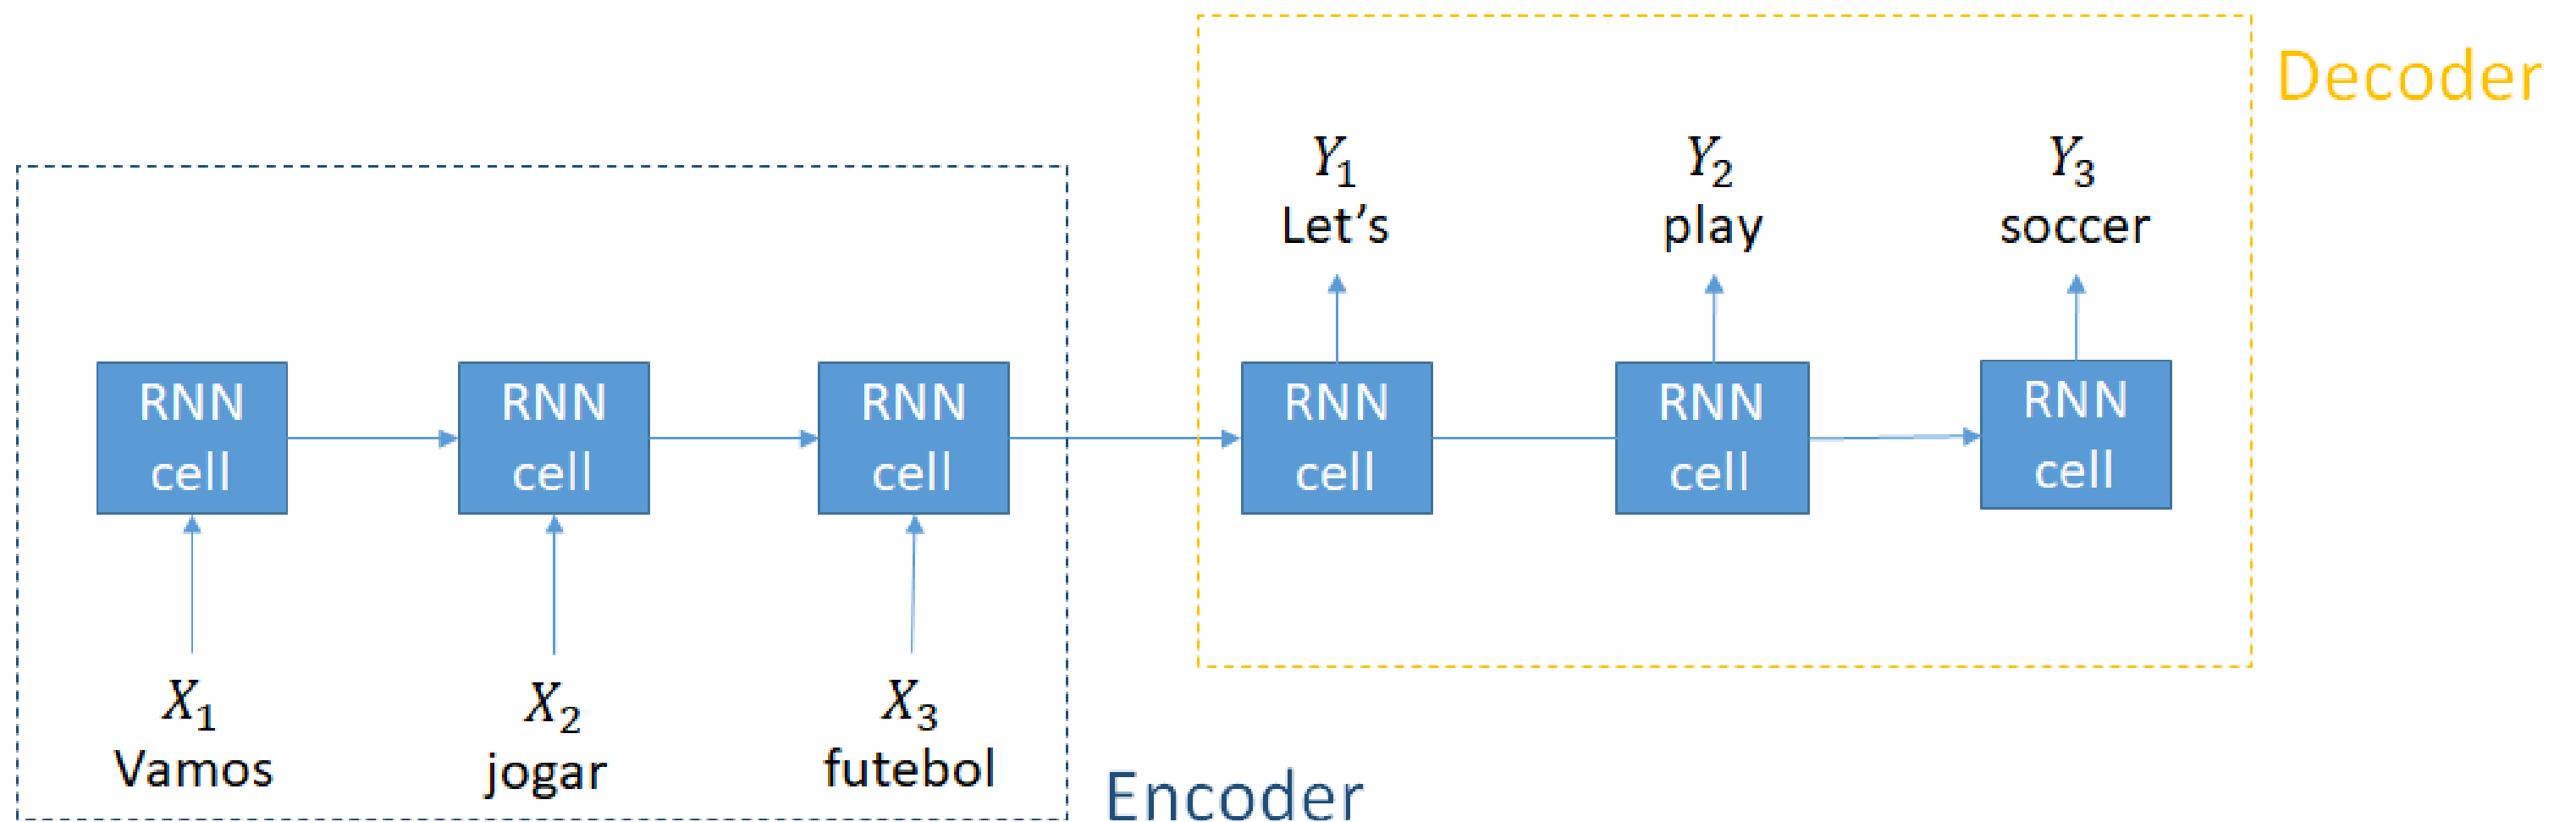 Decoder
Y₁ Y₂ Y₃
Let's play soccer
RNN RNN RNN RNN RNN RNN
cell cell cell cell cell cell
X₁ X₂ X₃
Vamos jogar futebol
Encoder